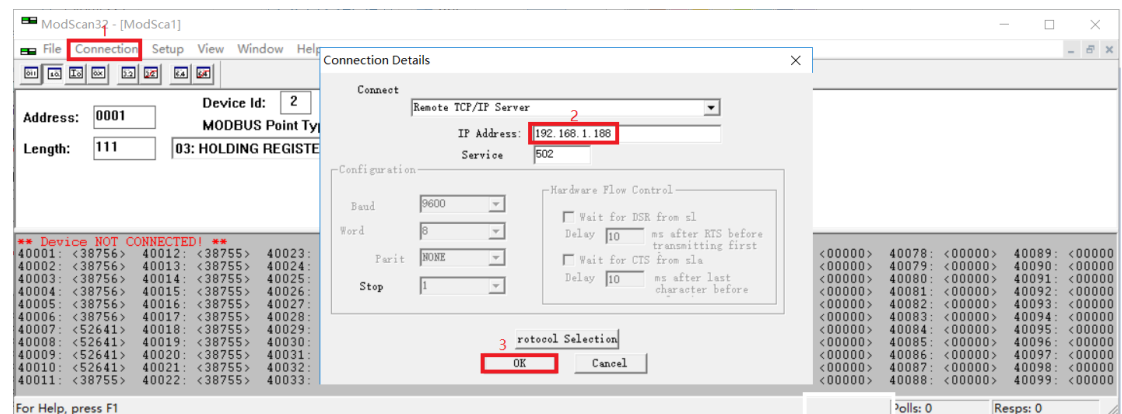 ModScan32 - [ModSca1]
1
File Connection Setup View Window Help
Device Id: 2
Address: 0001
MODBUS Point Ty
Length: 111
03: HOLDING REGISTE
Connection Details
Connect
Remote TCP/IP Server
2
IP Address: 192.168.1.188
Service 502
Configuration
Baud 9600
Word 8
Parit NONE
Stop 1
Hardware Flow Control
Wait for DSR from sl
Delay 10 ms after RTS before
transmitting first
Wait for CTS from sla
Delay 10 ms after last
character before
3
rotocol Selection
OK Cancel
** Device NOT CONNECTED! **
40001: <38756> 40012: <38755> 40023: <00000> 40078: <00000> 40089: <00000
40002: <38756> 40013: <38755> 40024: <00000> 40079: <00000> 40090: <00000
40003: <38756> 40014: <38755> 40025: <00000> 40080: <00000> 40091: <00000
40004: <38756> 40015: <38755> 40026: <00000> 40081: <00000> 40092: <00000
40005: <38756> 40016: <38755> 40027: <00000> 40082: <00000> 40093: <00000
40006: <38756> 40017: <38755> 40028: <00000> 40083: <00000> 40094: <00000
40007: <52641> 40018: <38755> 40029: <00000> 40084: <00000> 40095: <00000
40008: <52641> 40019: <38755> 40030: <00000> 40085: <00000> 40096: <00000
40009: <52641> 40020: <38755> 40031: <00000> 40086: <00000> 40097: <00000
40010: <52641> 40021: <38755> 40032: <00000> 40087: <00000> 40098: <00000
40011: <38755> 40022: <38755> 40033: <00000> 40088: <00000> 40099: <00000
For Help, press F1
Polls: 0
Resps: 0